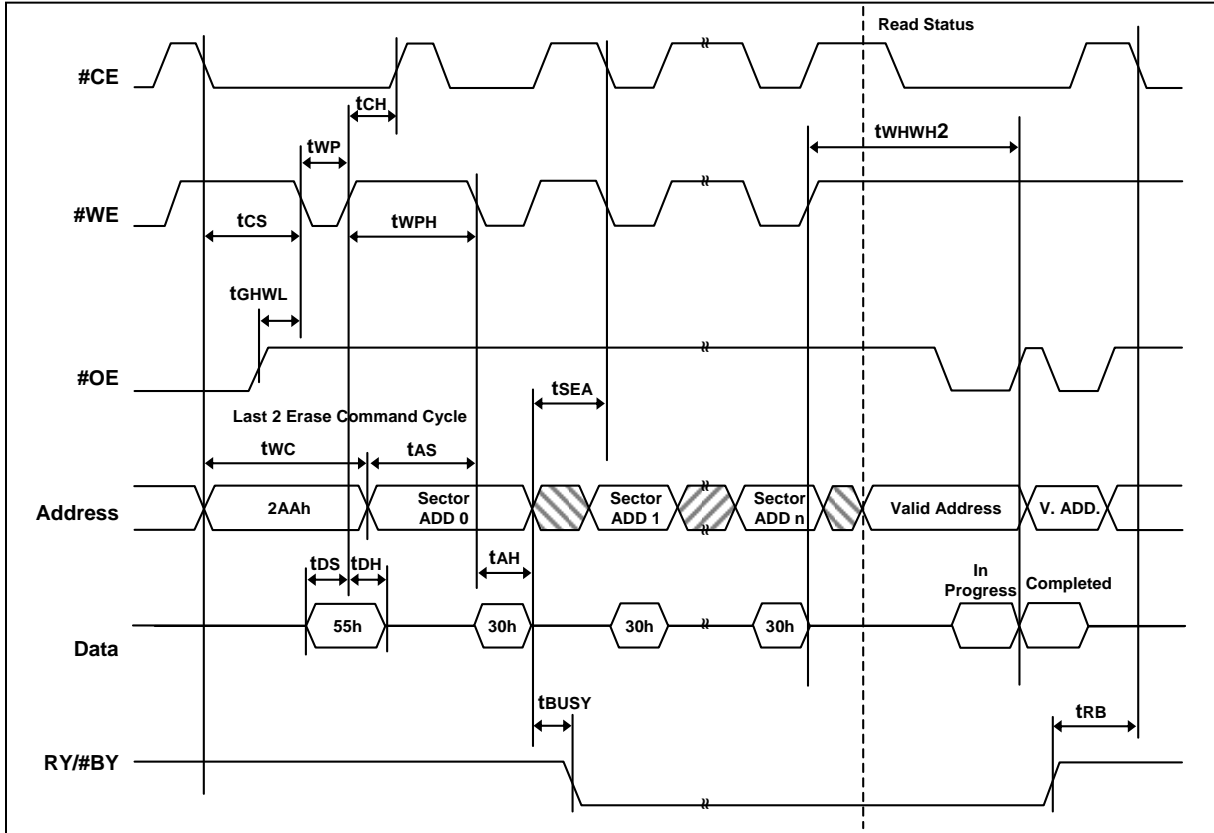 Read Status
#CE
tCH
tWP
tWHWH2
#WE
tCS
tWPH
tGHWL
#OE
tSEA
Last 2 Erase Command Cycle
tWC
tAS
Address
2AAh
Sector
ADD 0
Sector
ADD 1
Sector
ADD n
Valid Address
V. ADD.
tDS
tDH
tAH
In
Progress
Completed
Data
55h
30h
30h
30h
tBUSY
tRB
RY/#BY